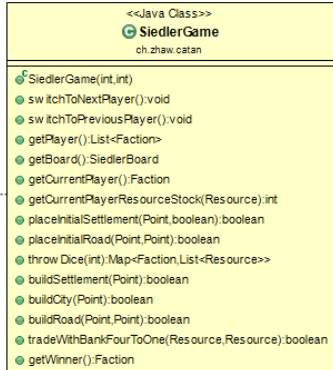 <<Java Class>>
SiedlerGame
ch.zhaw.catan
SiedlerGame(int,int)
switchToNextPlayer():void
switchToPreviousPlayer():void
getPlayer():List<Faction>
getBoard():SiedlerBoard
getCurrentPlayer():Faction
getCurrentPlayerResourceStock(Resource):int
placeInitialSettlement(Point,boolean):boolean
placeInitialRoad(Point,Point):boolean
throwDice(int):Map<Faction,List<Resource>>
buildSettlement(Point):boolean
buildCity(Point):boolean
buildRoad(Point,Point):boolean
tradeWithBankFourToOne(Resource,Resource):boolean
getWinner():Faction